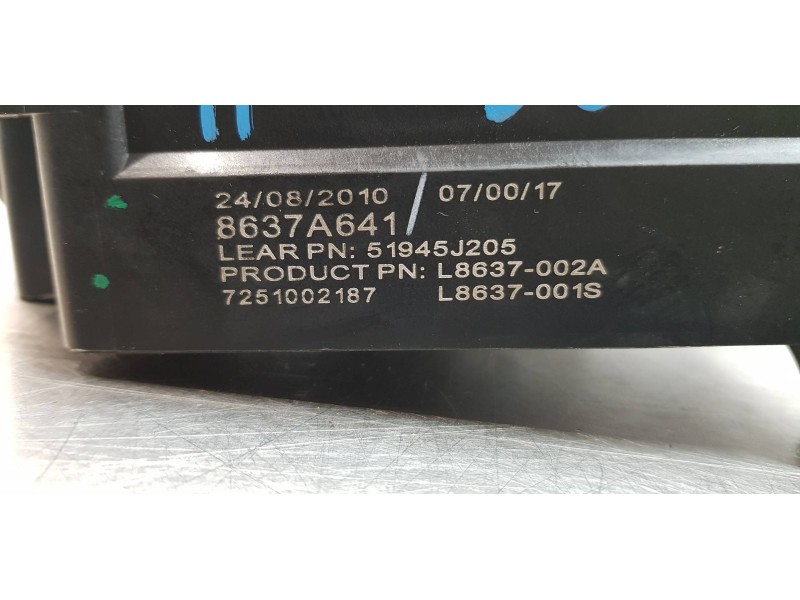 24/08/2010 07/00/17
8637A641
LEAR PN: 51945J205
PRODUCT PN: L8637-002A
7251002187 L8637-001S